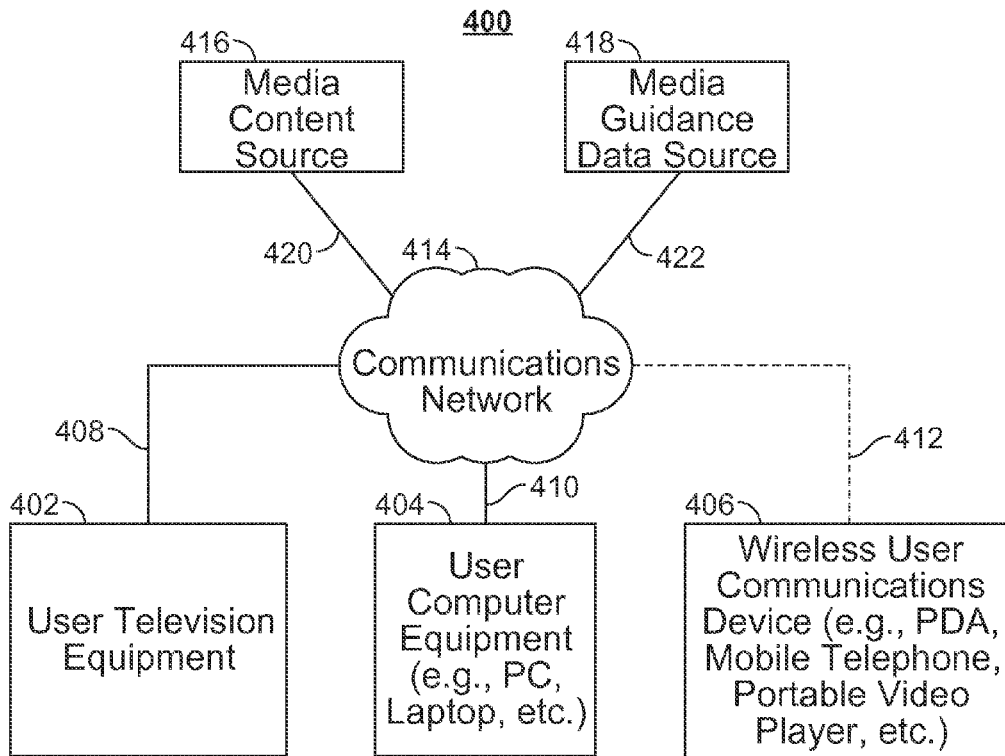 400
416
Media
Content
Source
418
Media
Guidance
Data Source
420
414
422
Communications
Network
408
412
402
User Television
Equipment
404
410
User
Computer
Equipment
(e.g., PC,
Laptop, etc.)
406
Wireless User
Communications
Device (e.g., PDA,
Mobile Telephone,
Portable Video
Player, etc.)